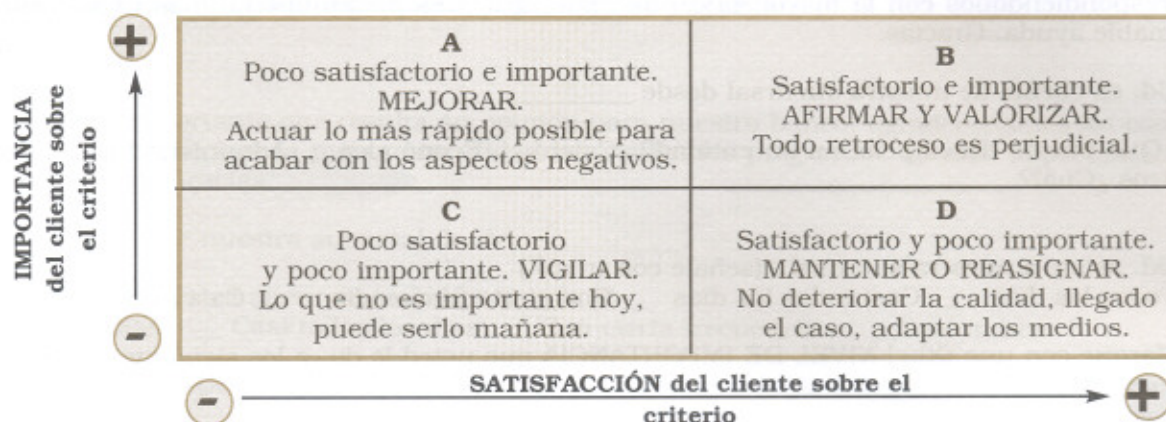 +
IMPORTANCIA
del cliente sobre
el criterio
-
A
Poco satisfactorio e importante.
MEJORAR.
Actuar lo más rápido posible para
acabar con los aspectos negativos.
B
Satisfactorio e importante.
AFIRMAR Y VALORIZAR.
Todo retroceso es perjudicial.
C
Poco satisfactorio
y poco importante. VIGILAR.
Lo que no es importante hoy,
puede serlo mañana.
D
Satisfactorio y poco importante.
MANTENER O REASIGNAR.
No deteriorar la calidad, llegado
el caso, adaptar los medios.
-
SATISFACCIÓN del cliente sobre el
criterio
+